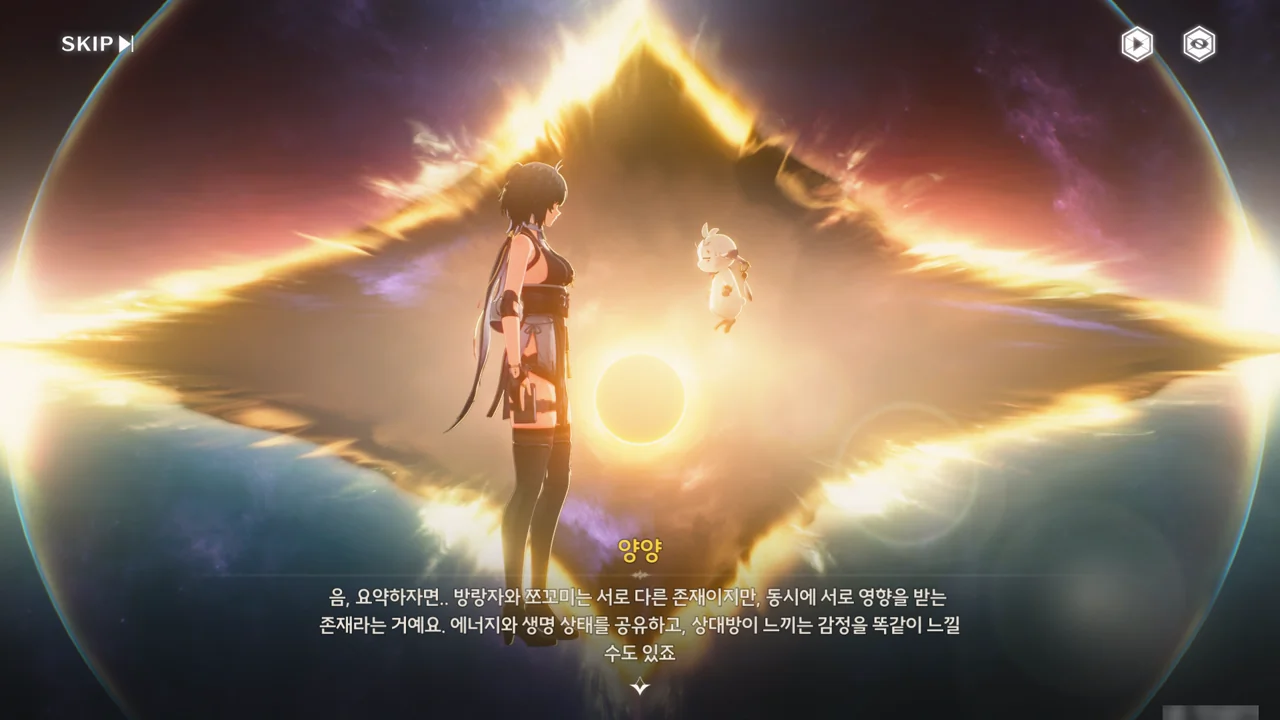 SKIP
양양
음, 요약하자면.. 방랑자와 쪼꼬미는 서로 다른 존재이지만, 동시에 서로 영향을 받는
존재라는 거예요. 에너지와 생명 상태를 공유하고, 상대방이 느끼는 감정을 똑같이 느낄
수도 있죠